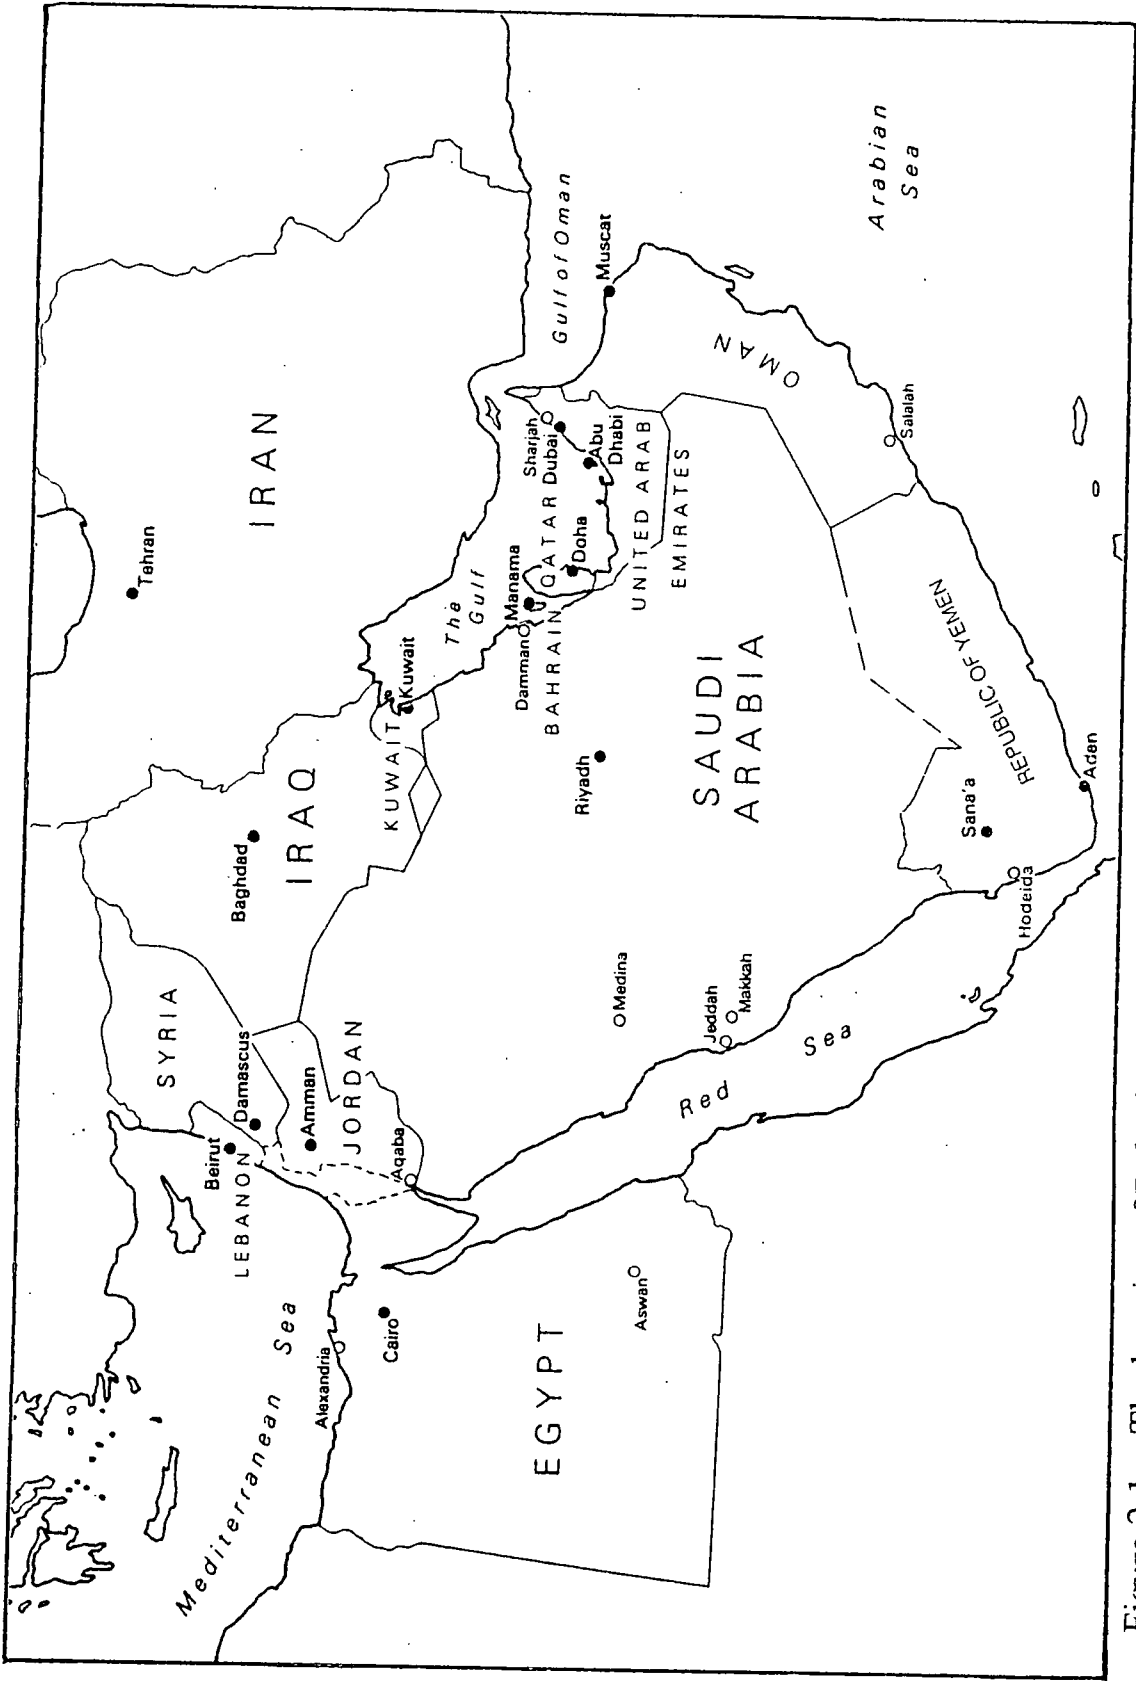 IRAN
Tehran
Arabian
Sea
Gulf of Oman
Muscat
OMAN
Salalah
Sharjah
Dubai
Abu
Dhabi
UNITED ARAB
EMIRATES
QATAR
Doha
Manama
BAHRAIN
Damman
The
Gulf
Kuwait
KUWAIT
IRAQ
Baghdad
SAUDI
ARABIA
Riyadh
REPUBLIC OF YEMEN
Sana'a
Aden
Hodeida
Medina
Jeddah
Makkah
Red
Sea
SYRIA
Damascus
Beirut
LEBANON
Amman
JORDAN
Aqaba
Mediterranean Sea
Alexandria
Cairo
EGYPT
Aswan